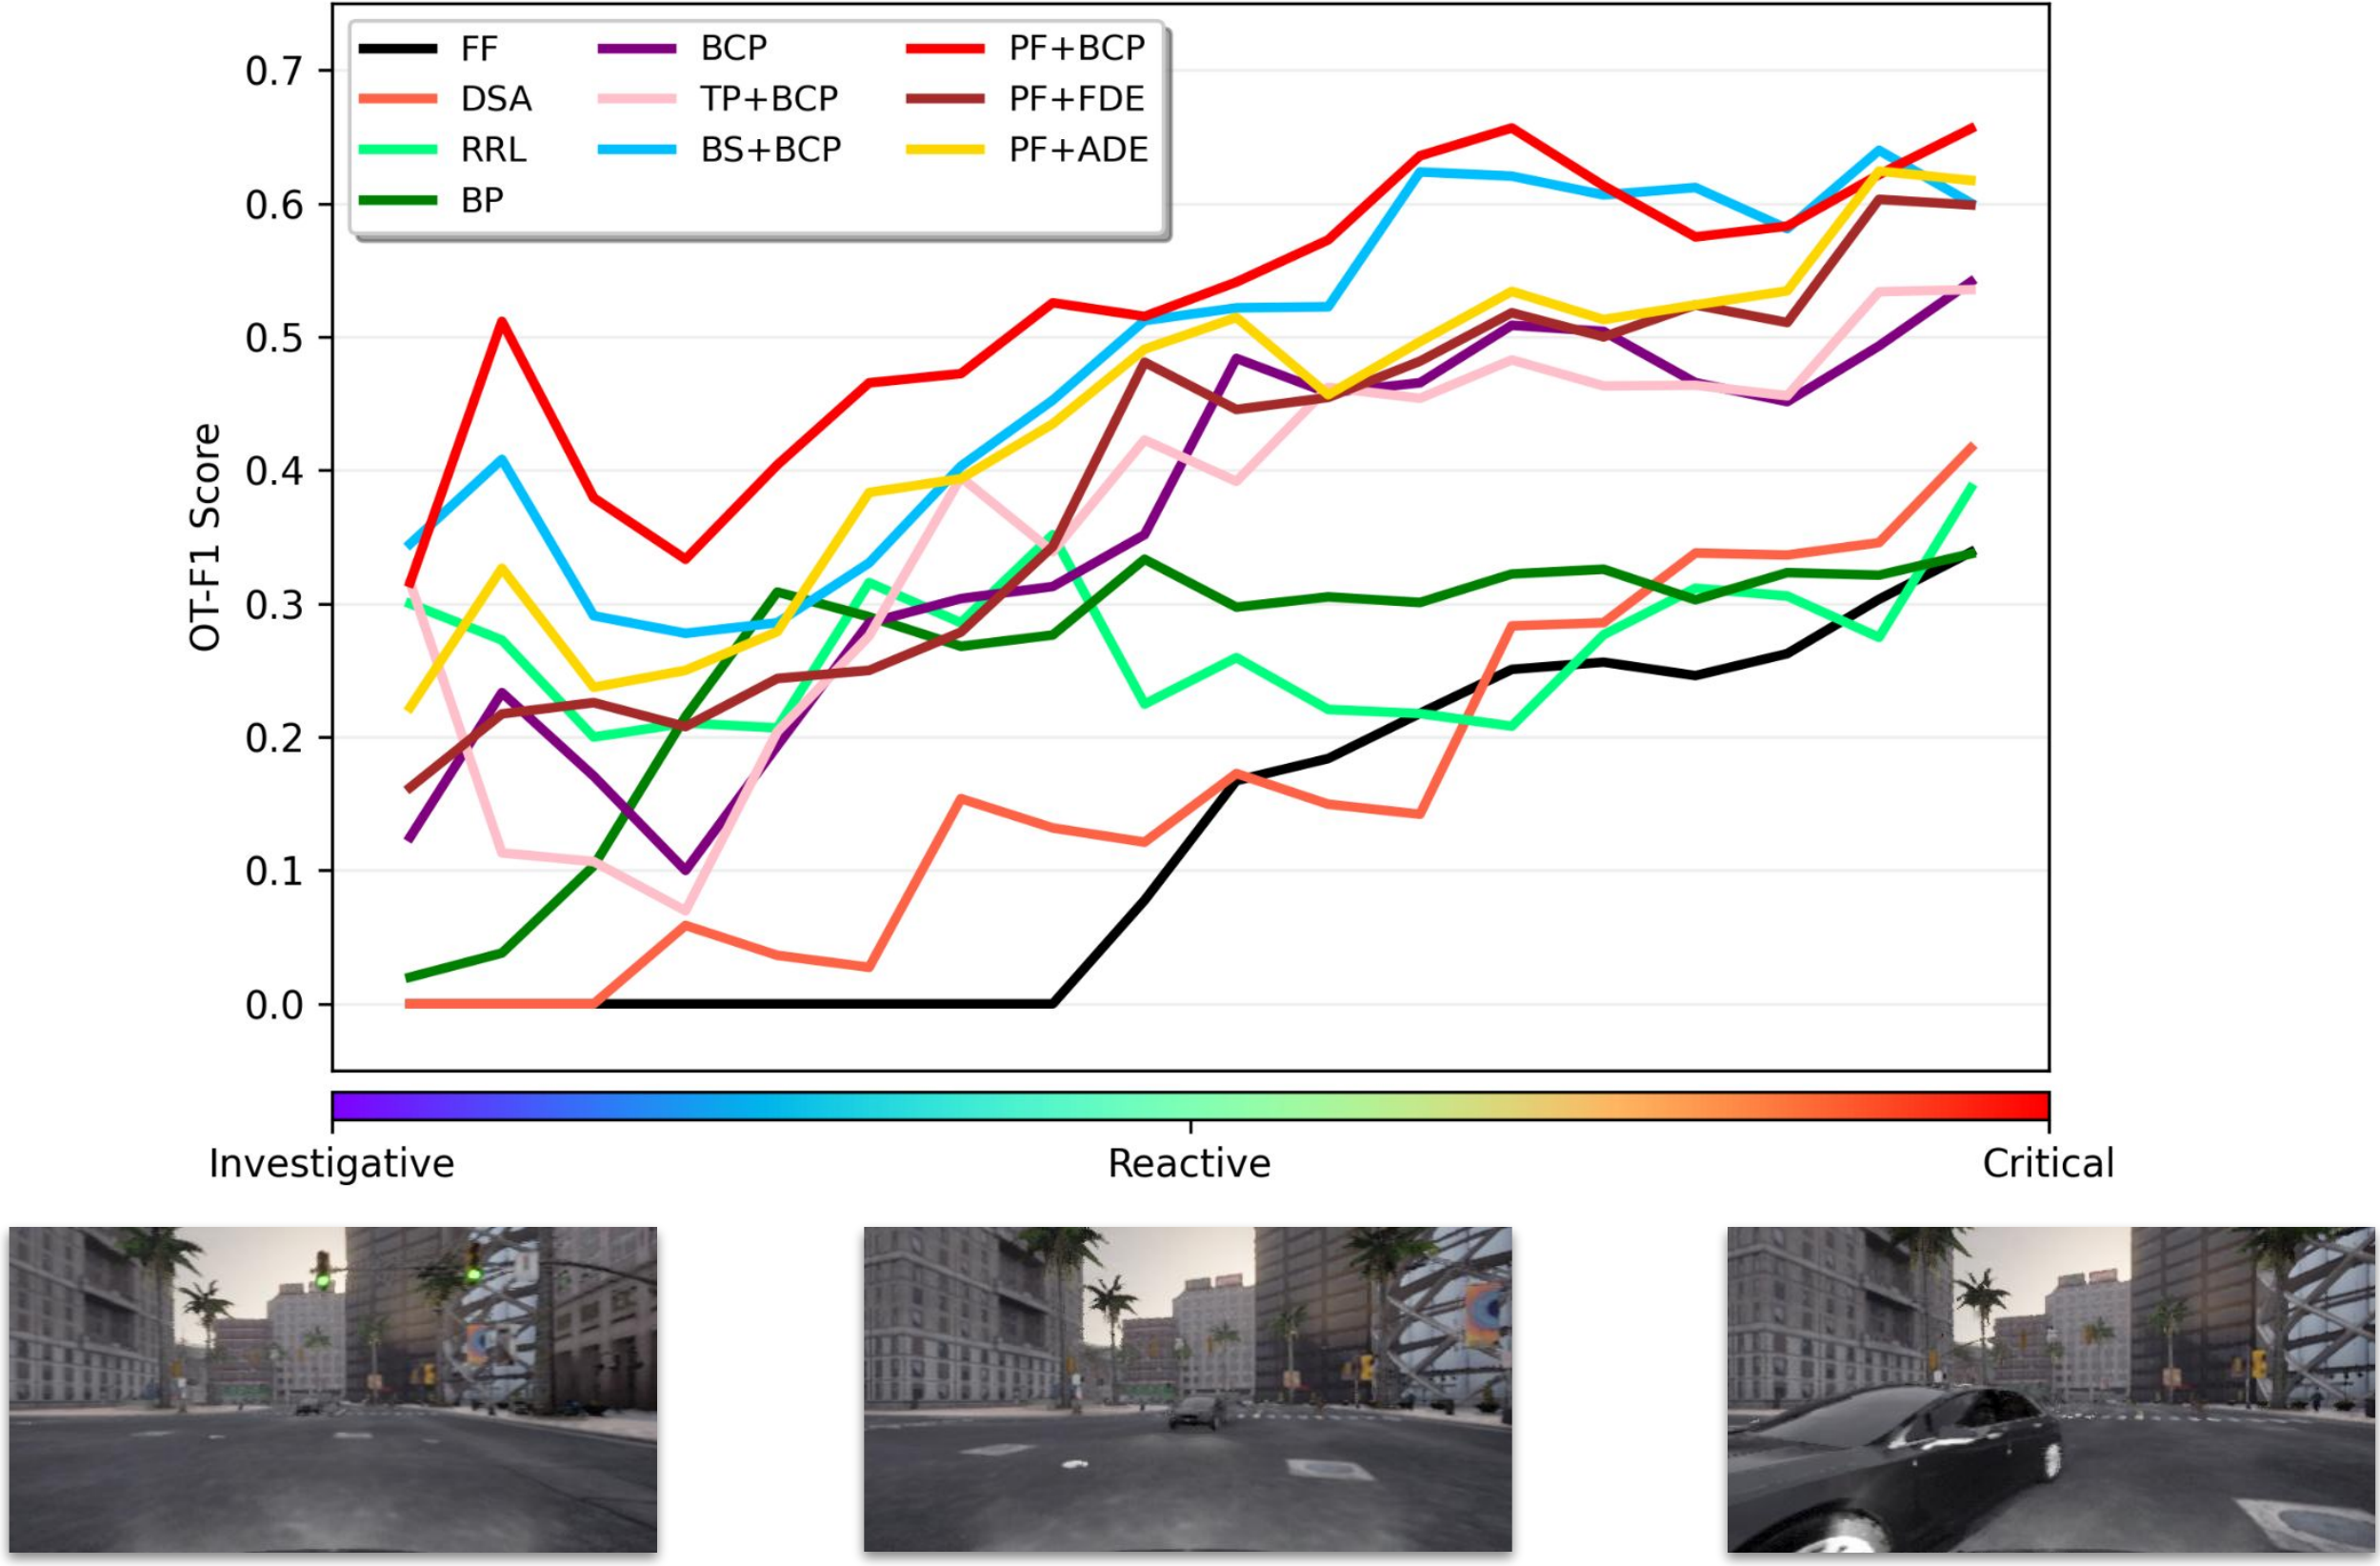 FF
DSA
RRL
BP
BCP
TP+BCP
BS+BCP
PF+BCP
PF+FDE
PF+ADE
0.7
0.6
0.5
0.4
0.3
0.2
0.1
0.0
OT-F1 Score
Investigative
Reactive
Critical